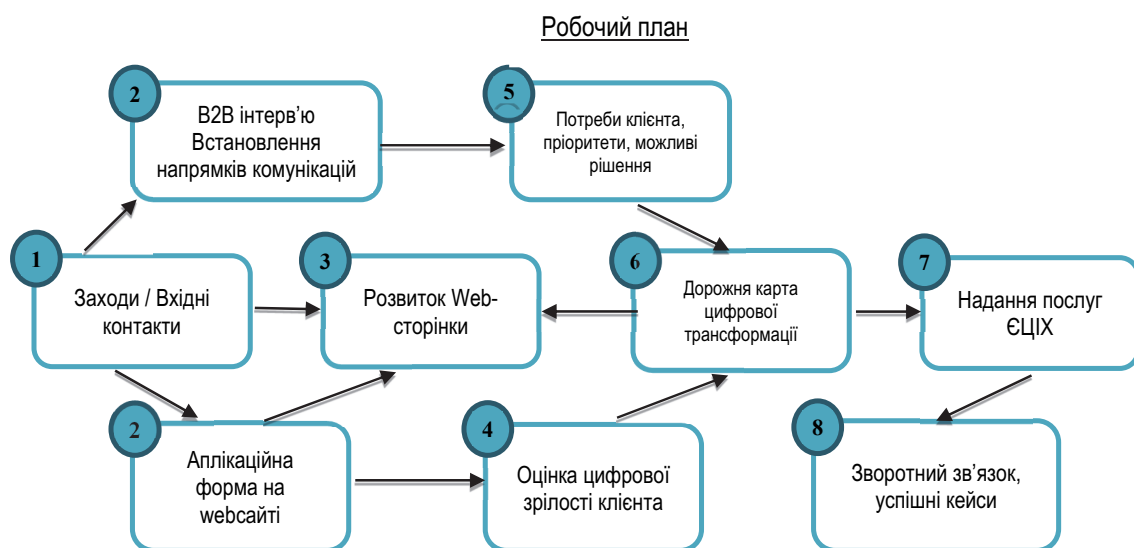 Робочий план
2
B2B інтерв’ю
Встановлення
напрямків комунікацій
5
Потреби клієнта,
пріоритети, можливі
рішення
1
Заходи / Вхідні
контакти
3
Розвиток Web-
сторінки
6
Дорожня карта
цифрової
трансформації
7
Надання послуг
ЄЦІХ
2
Аплікаційна
форма на
webсайті
4
Оцінка цифрової
зрілості клієнта
8
Зворотний зв’язок,
успішні кейси